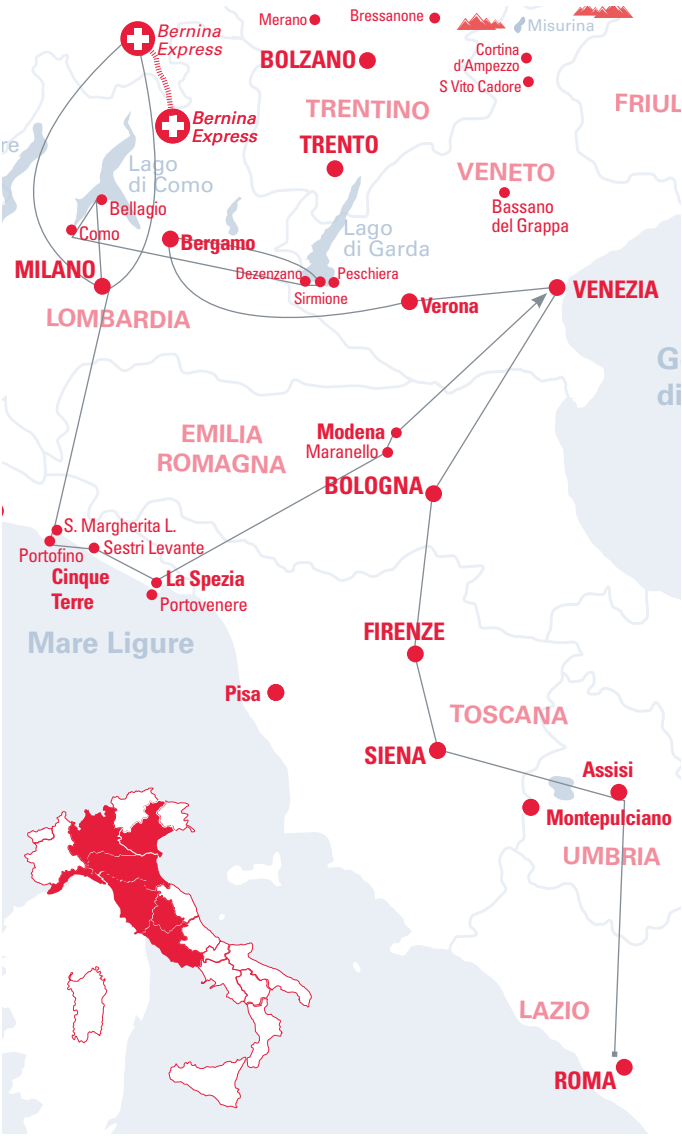 Bernina
Express
Merano
Bressanone
Misurina
BOLZANO
Cortina
d'Ampezzo
S Vito Cadore
TRENTINO
FRIUL
Bernina
Express
TRENTO
re
Lago
di Como
VENETO
Bassano
del Grappa
Bellagio
Como
Bergamo
Lago
di Garda
MILANO
Dezenzano
Peschiera
Sirmione
VENEZIA
Verona
LOMBARDIA
G
di
EMILIA
ROMAGNA
Modena
Maranello
BOLOGNA
S. Margherita L.
Portofino
Sestri Levante
Cinque
Terre
La Spezia
Portovenere
Mare Ligure
FIRENZE
Pisa
TOSCANA
SIENA
Assisi
Montepulciano
UMBRIA
LAZIO
ROMA